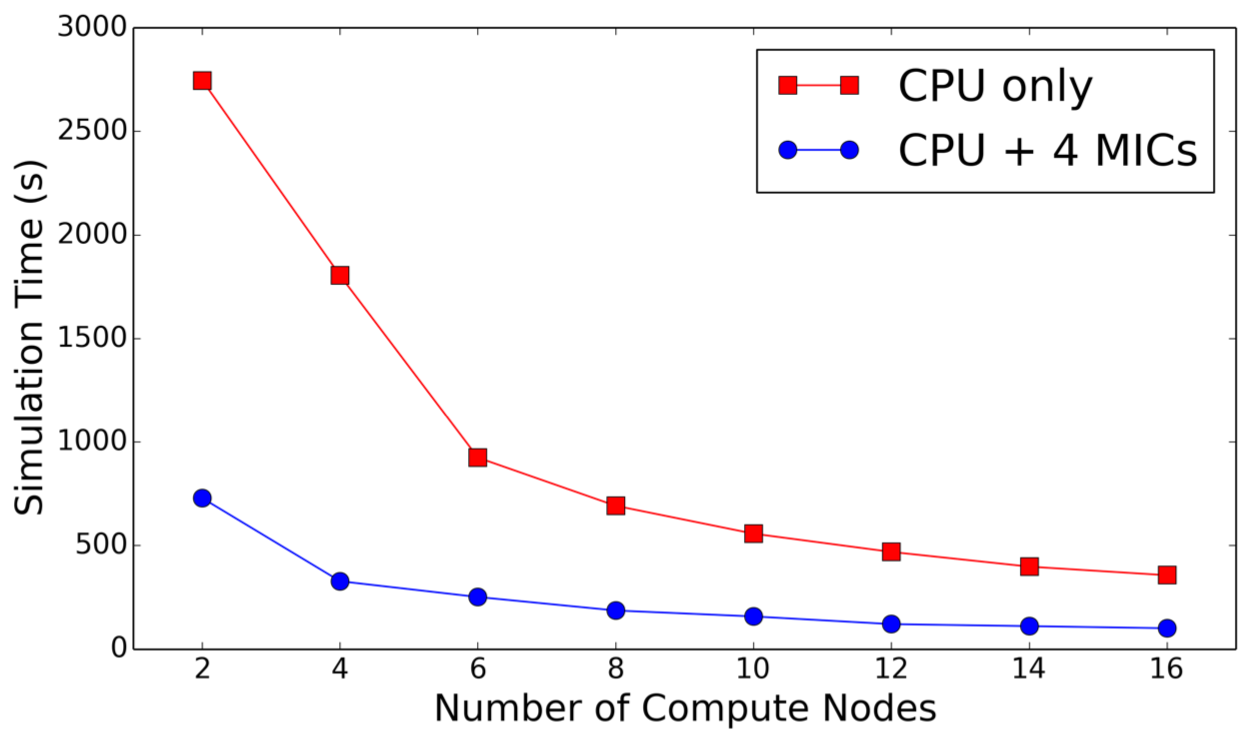 3000
2500
2000
1500
1000
500
0
Simulation Time (s)
CPU only
CPU + 4 MICs
2 4 6 8 10 12 14 16
Number of Compute Nodes